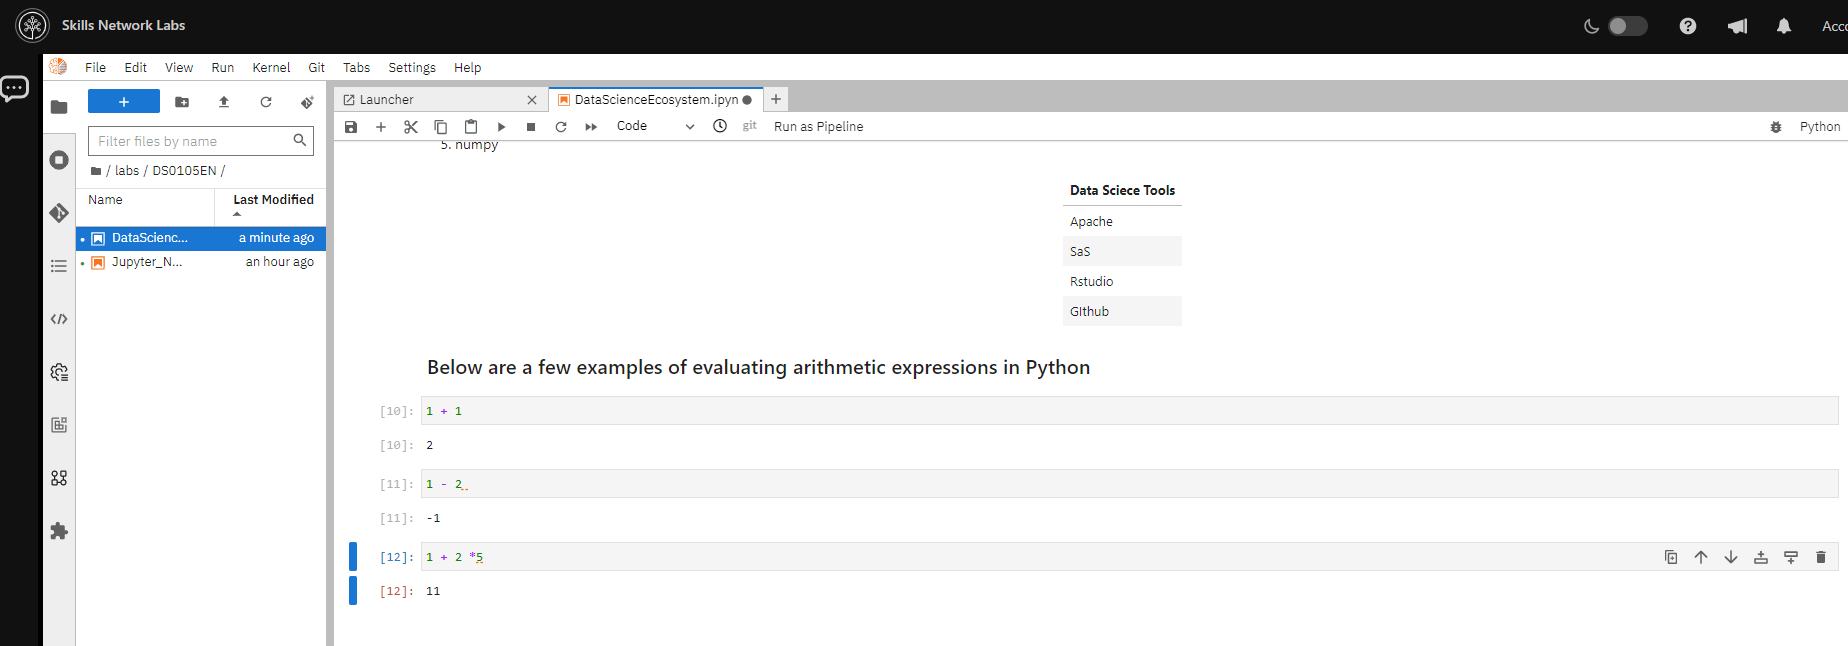 Skills Network Labs
Acco
File Edit View Run Kernel Git Tabs Settings Help
Filter files by name
/ labs / DS0105EN /
Name Last Modified
DataScienc... a minute ago
Jupyter_N... an hour ago
Launcher
DataScienceEcosystem.ipyn
Code
git
Run as Pipeline
Python
5. numpy
Data Sciece Tools
Apache
SaS
Rstudio
GIthub
Below are a few examples of evaluating arithmetic expressions in Python
[10]: 1 + 1
[10]: 2
[11]: 1 - 2
[11]: -1
[12]: 1 + 2 *5
[12]: 11